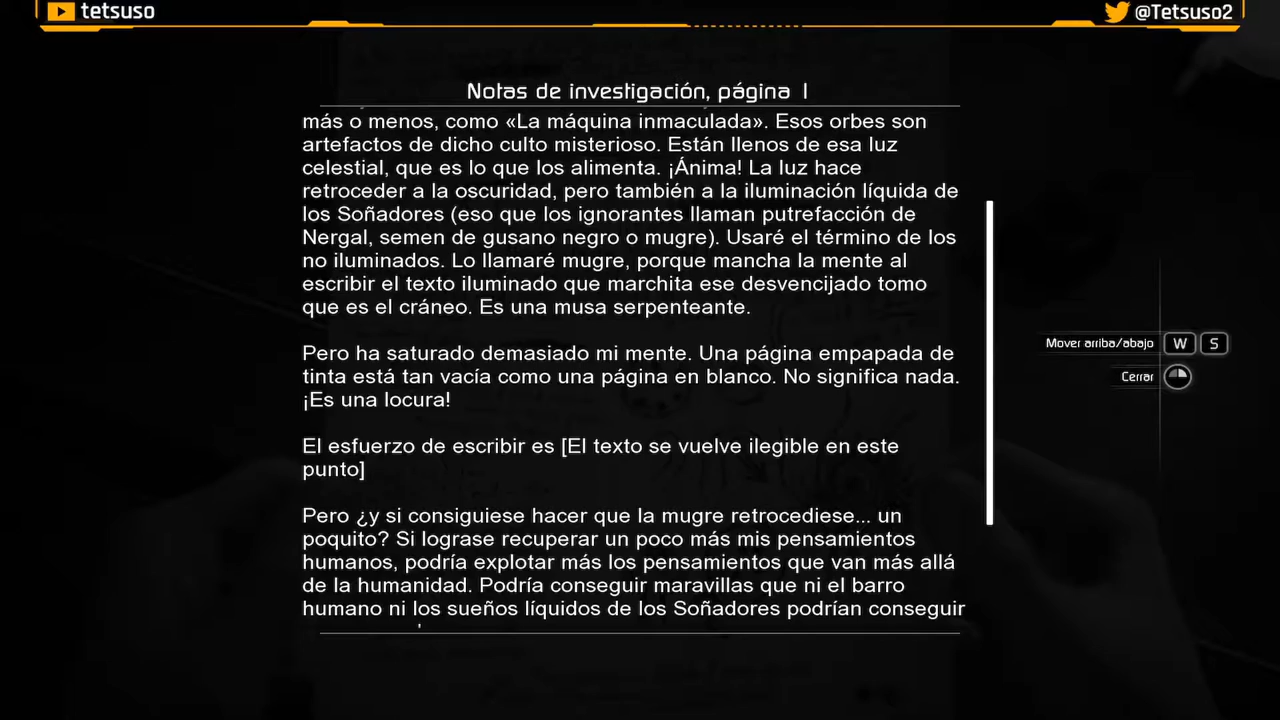 tetsuso
@Tetsuso2
Notas de investigación, página 1
más o menos, como «La máquina inmaculada». Esos orbes son
artefactos de dicho culto misterioso. Están llenos de esa luz
celestial, que es lo que los alimenta. ¡Ánima! La luz hace
retroceder a la oscuridad, pero también a la iluminación líquida de
los Soñadores (eso que los ignorantes llaman putrefacción de
Nergal, semen de gusano negro o mugre). Usaré el término de los
no iluminados. Lo llamaré mugre, porque mancha la mente al
escribir el texto iluminado que marchita ese desvencijado tomo
que es el cráneo. Es una musa serpenteante.
Pero ha saturado demasiado mi mente. Una página empapada de
tinta está tan vacía como una página en blanco. No significa nada.
¡Es una locura!
El esfuerzo de escribir es [El texto se vuelve ilegible en este
punto]
Pero ¿y si consiguiese hacer que la mugre retrocediese... un
poquito? Si lograse recuperar un poco más mis pensamientos
humanos, podría explotar más los pensamientos que van más allá
de la humanidad. Podría conseguir maravillas que ni el barro
humano ni los sueños líquidos de los Soñadores podrían conseguir
Mover arriba/abajo W S
Cerrar